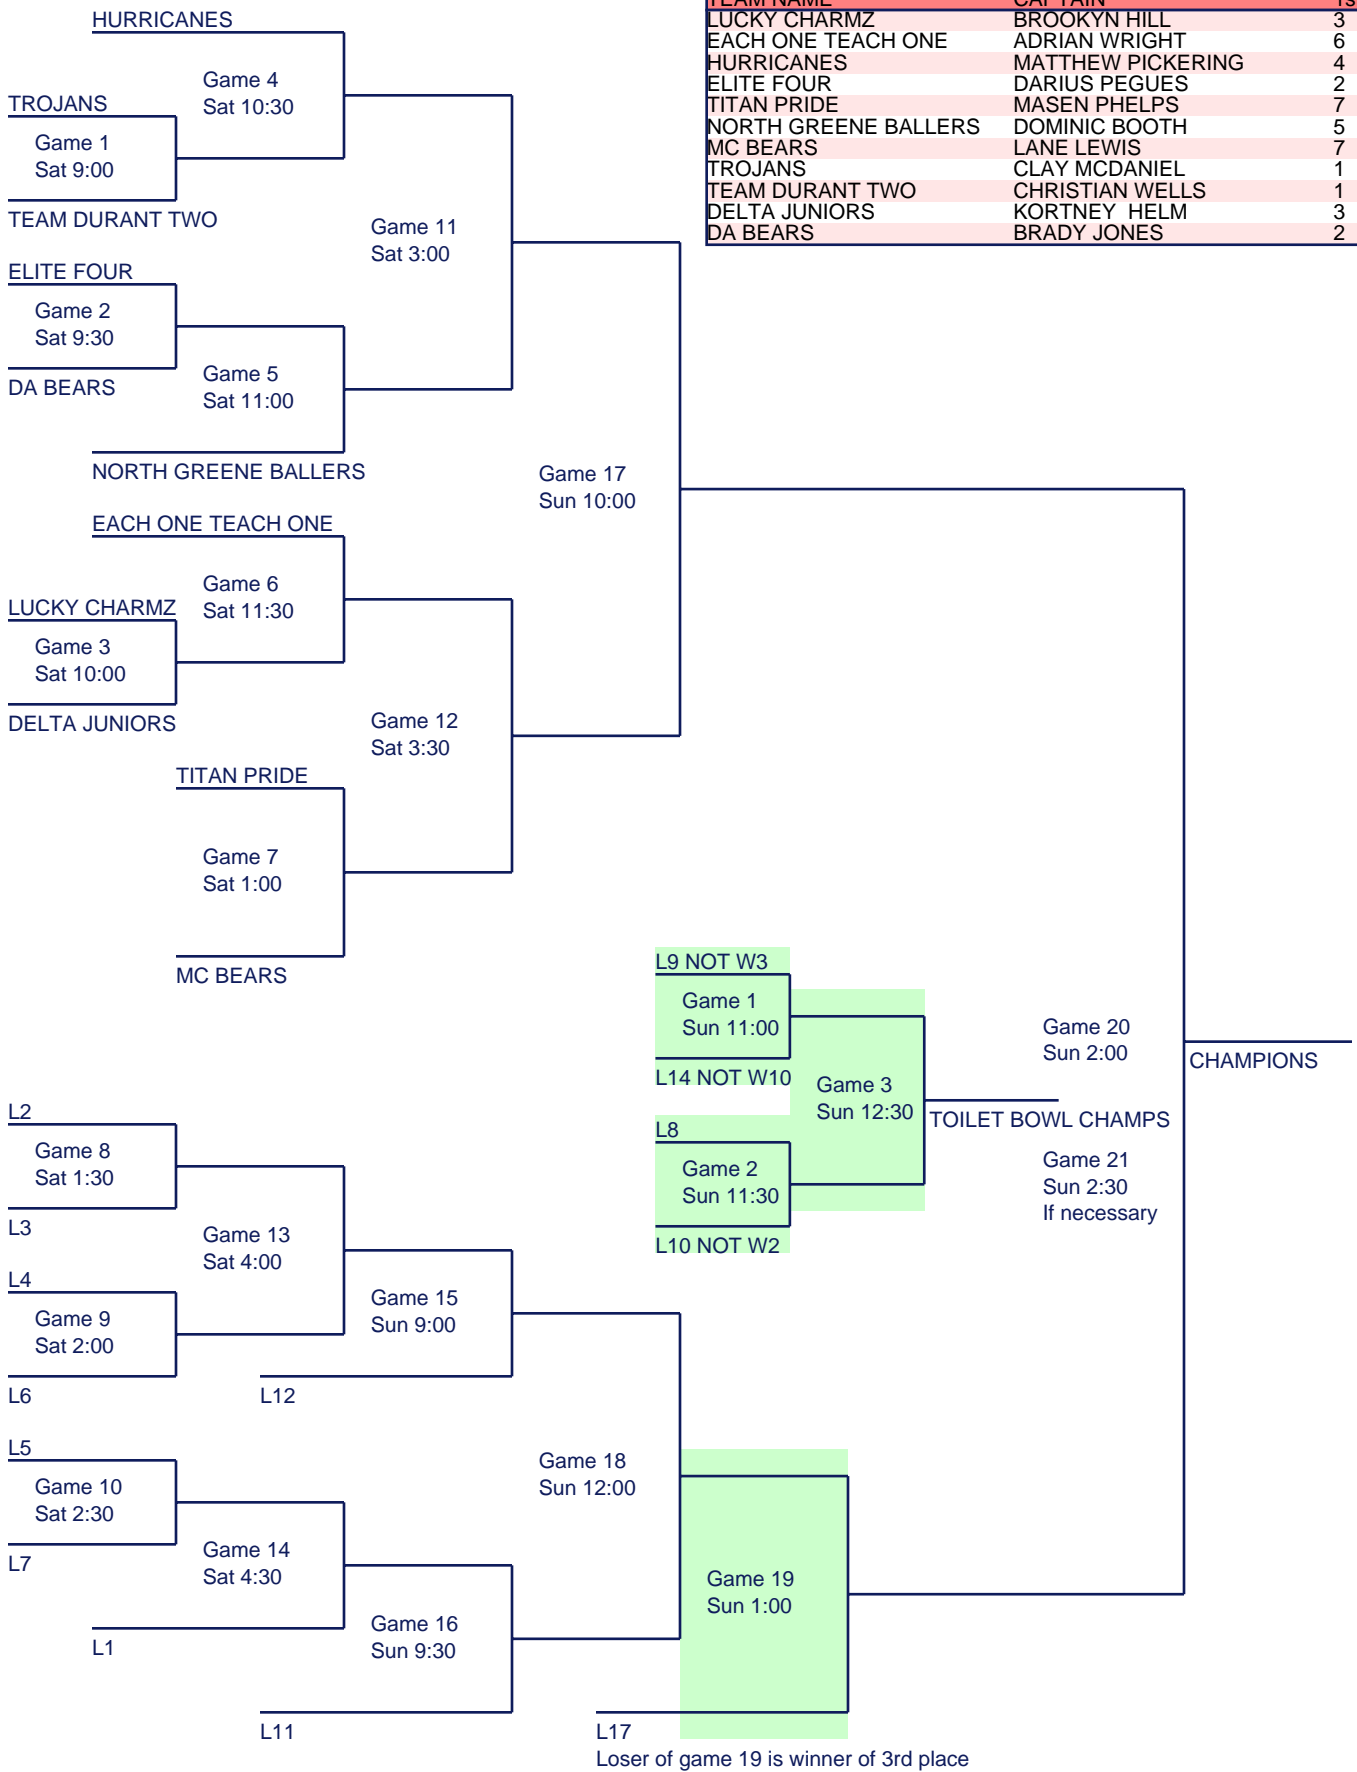 TEAM NAME CAPTAIN 1s
LUCKY CHARMZ BROOKYN HILL 3
EACH ONE TEACH ONE ADRIAN WRIGHT 6
HURRICANES MATTHEW PICKERING 4
ELITE FOUR DARIUS PEGUES 2
TITAN PRIDE MASEN PHELPS 7
NORTH GREENE BALLERS DOMINIC BOOTH 5
MC BEARS LANE LEWIS 7
TROJANS CLAY MCDANIEL 1
TEAM DURANT TWO CHRISTIAN WELLS 1
DELTA JUNIORS KORTNEY HELM 3
DA BEARS BRADY JONES 2
HURRICANES
Game 4
Sat 10:30
TROJANS
Game 1
Sat 9:00
TEAM DURANT TWO
Game 11
Sat 3:00
ELITE FOUR
Game 2
Sat 9:30
DA BEARS
Game 5
Sat 11:00
NORTH GREENE BALLERS
Game 17
Sun 10:00
EACH ONE TEACH ONE
Game 6
Sat 11:30
LUCKY CHARMZ
Game 3
Sat 10:00
DELTA JUNIORS
Game 12
Sat 3:30
TITAN PRIDE
Game 7
Sat 1:00
MC BEARS
L9 NOT W3
Game 1
Sun 11:00
L14 NOT W10
Game 3
Sun 12:30
TOILET BOWL CHAMPS
L8
Game 2
Sun 11:30
L10 NOT W2
Game 20
Sun 2:00
CHAMPIONS
Game 21
Sun 2:30
If necessary
L2
Game 8
Sat 1:30
L3
Game 13
Sat 4:00
L4
Game 9
Sat 2:00
L6
Game 15
Sun 9:00
L12
L5
Game 10
Sat 2:30
L7
Game 14
Sat 4:30
L1
Game 16
Sun 9:30
L11
Game 18
Sun 12:00
Game 19
Sun 1:00
L17
Loser of game 19 is winner of 3rd place